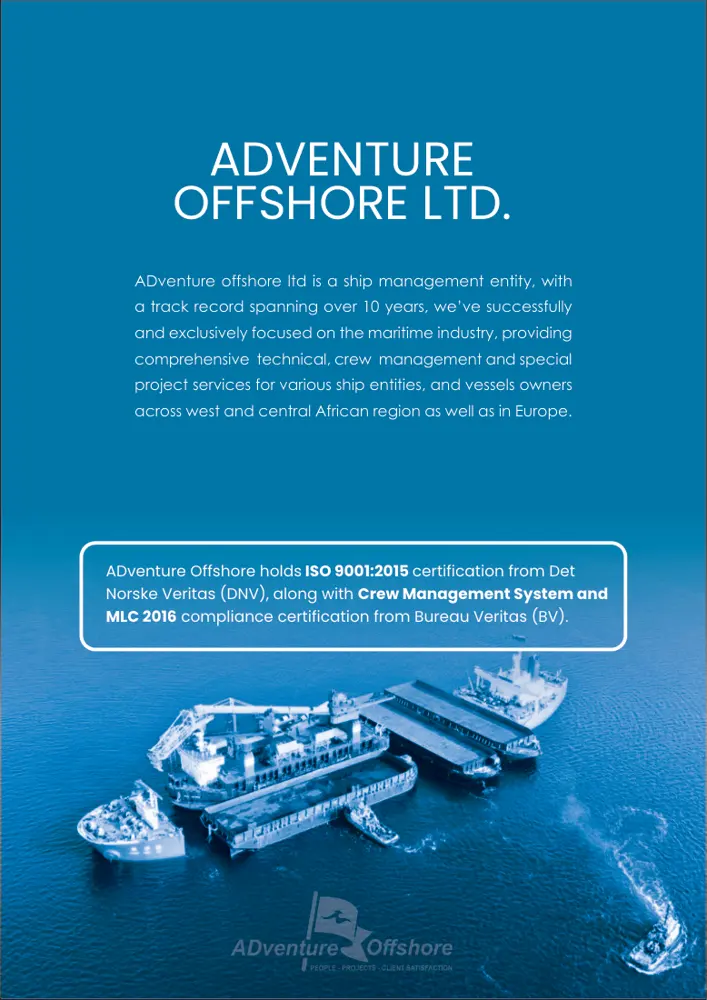 ADVENTURE
OFFSHORE LTD.
ADventure offshore ltd is a ship management entity, with
a track record spanning over 10 years, we've successfully
and exclusively focused on the maritime industry, providing
comprehensive technical, crew management and special
project services for various ship entities, and vessels owners
across west and central African region as well as in Europe.
ADventure Offshore holds ISO 9001:2015 certification from Det
Norske Veritas (DNV), along with Crew Management System and
MLC 2016 compliance certification from Bureau Veritas (BV).
ADventure Offshore
PEOPLE - PROJECTS - CLIENT SATISFACTION